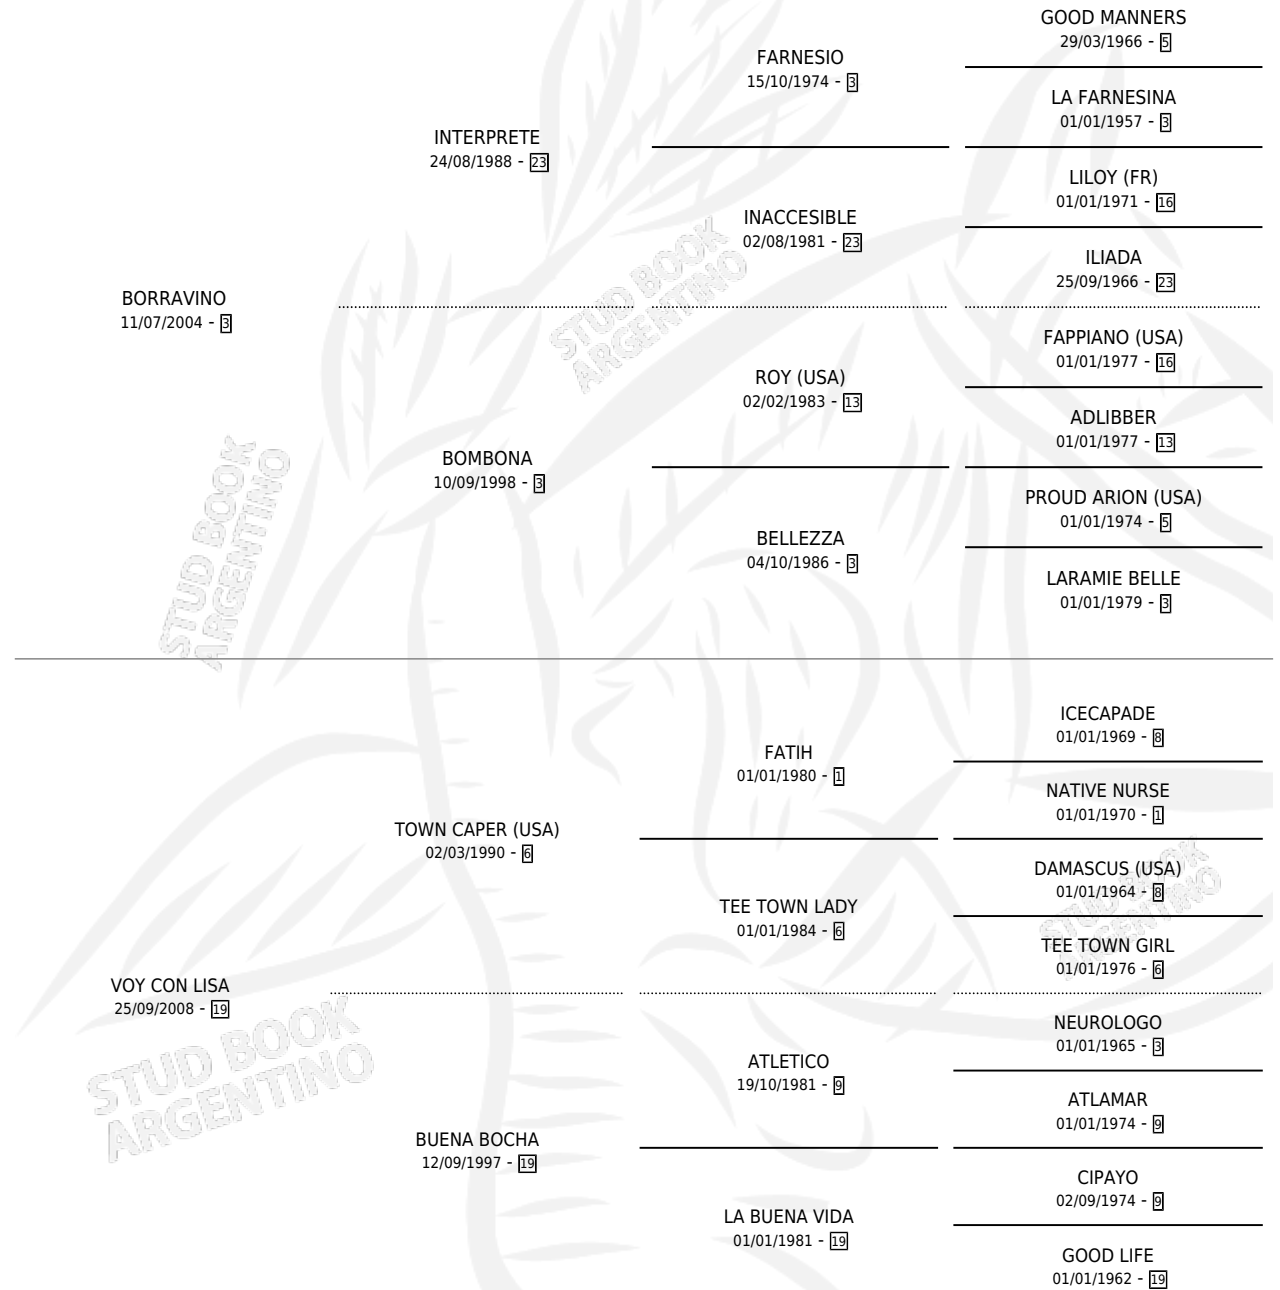 GOOD MANNERS
29/03/1966 - 5
FARNESIO
15/10/1974 - 3
LA FARNESINA
01/01/1957 - 3
INTERPRETE
24/08/1988 - 23
LILOY (FR)
01/01/1971 - 16
INACCESIBLE
02/08/1981 - 23
ILIADA
25/09/1966 - 23
BORRAVINO
11/07/2004 - 3
FAPPIANO (USA)
01/01/1977 - 16
ROY (USA)
02/02/1983 - 13
ADLIBBER
01/01/1977 - 13
BOMBONA
10/09/1998 - 3
PROUD ARION (USA)
01/01/1974 - 5
BELLEZZA
04/10/1986 - 3
LARAMIE BELLE
01/01/1979 - 3
STUD BOOK
ARGENTINO
STUD BOOK
ARGENTINO
ICECAPADE
01/01/1969 - 8
FATIH
01/01/1980 - 1
NATIVE NURSE
01/01/1970 - 1
TOWN CAPER (USA)
02/03/1990 - 6
DAMASCUS (USA)
01/01/1964 - 8
TEE TOWN LADY
01/01/1984 - 6
TEE TOWN GIRL
01/01/1976 - 6
VOY CON LISA
25/09/2008 - 19
NEUROLOGO
01/01/1965 - 3
ATLETICO
19/10/1981 - 9
ATLAMAR
01/01/1974 - 9
BUENA BOCHA
12/09/1997 - 19
CIPAYO
02/09/1974 - 9
LA BUENA VIDA
01/01/1981 - 19
GOOD LIFE
01/01/1962 - 19
STUD BOOK
ARGENTINO
STUD BOOK
ARGENTINO